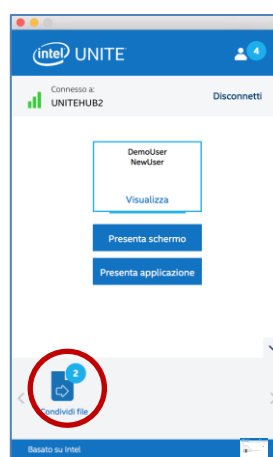 intel UNITE
4
Connesso a:
UNITEHUB2
Disconnetti
DemoUser
NewUser
Visualizza
Presenta schermo
Presenta applicazione
2
Condividi file
Basato su Intel